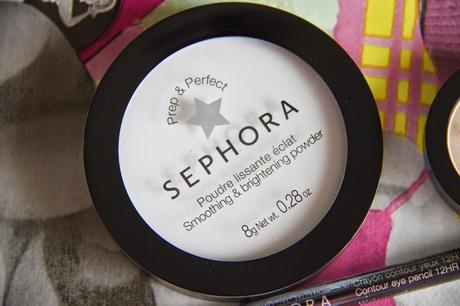 Prep & Perfect
SEPHORA
Poudre lissante éclat
Smoothing & brightening powder
8g Net wt. 0.28 oz
Crayon contour yeux 12H
Contour eye pencil 12HR